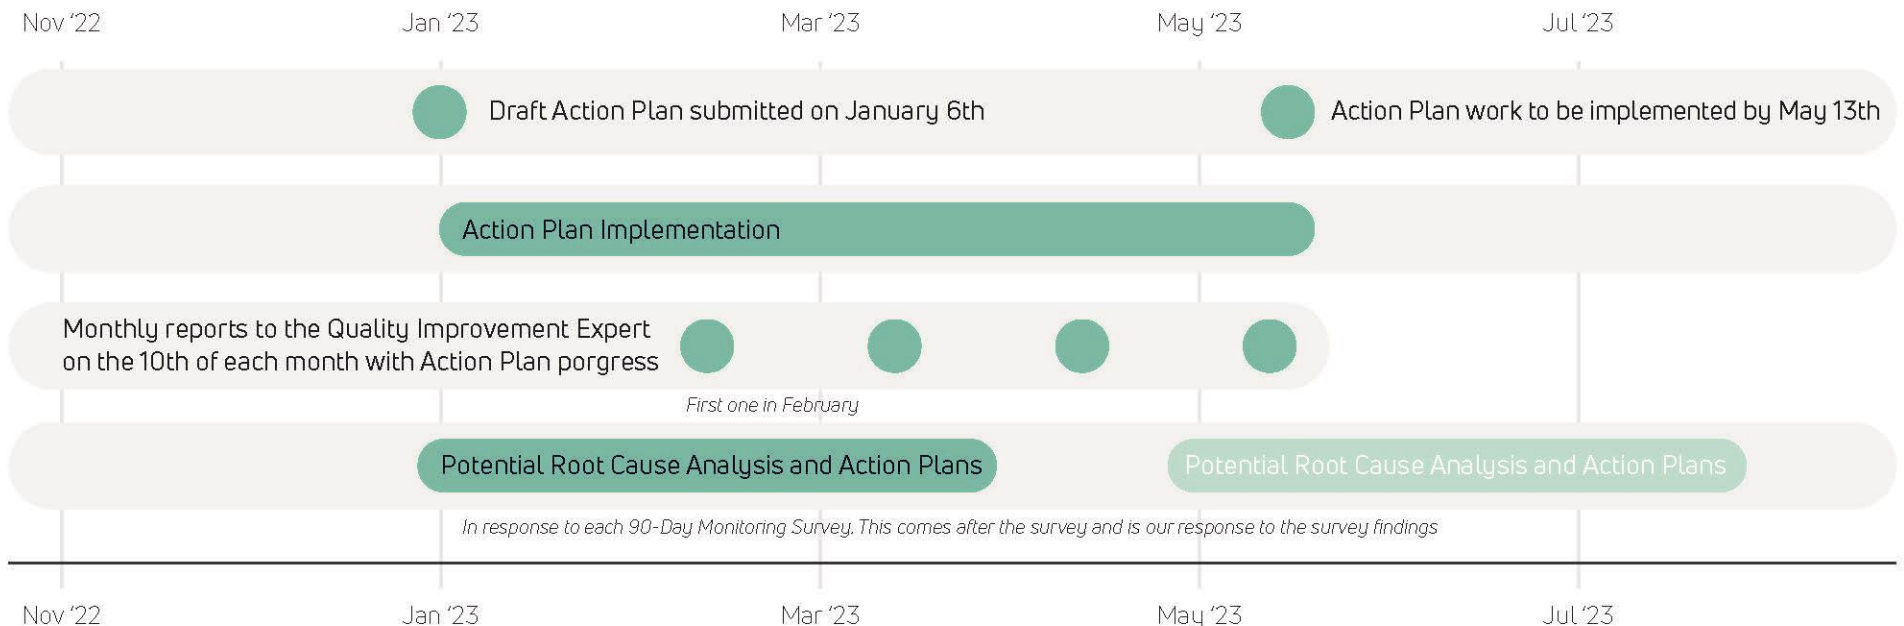 Nov ‘22 Jan ‘23 Mar ‘23 May ‘23 Jul ‘23
Draft Action Plan submitted on January 6th
Action Plan work to be implemented by May 13th
Action Plan Implementation
Monthly reports to the Quality Improvement Expert
on the 10th of each month with Action Plan porgress
First one in February
Potential Root Cause Analysis and Action Plans
Potential Root Cause Analysis and Action Plans
In response to each 90-Day Monitoring Survey. This comes after the survey and is our response to the survey findings
Nov ‘22 Jan ‘23 Mar ‘23 May ‘23 Jul ‘23